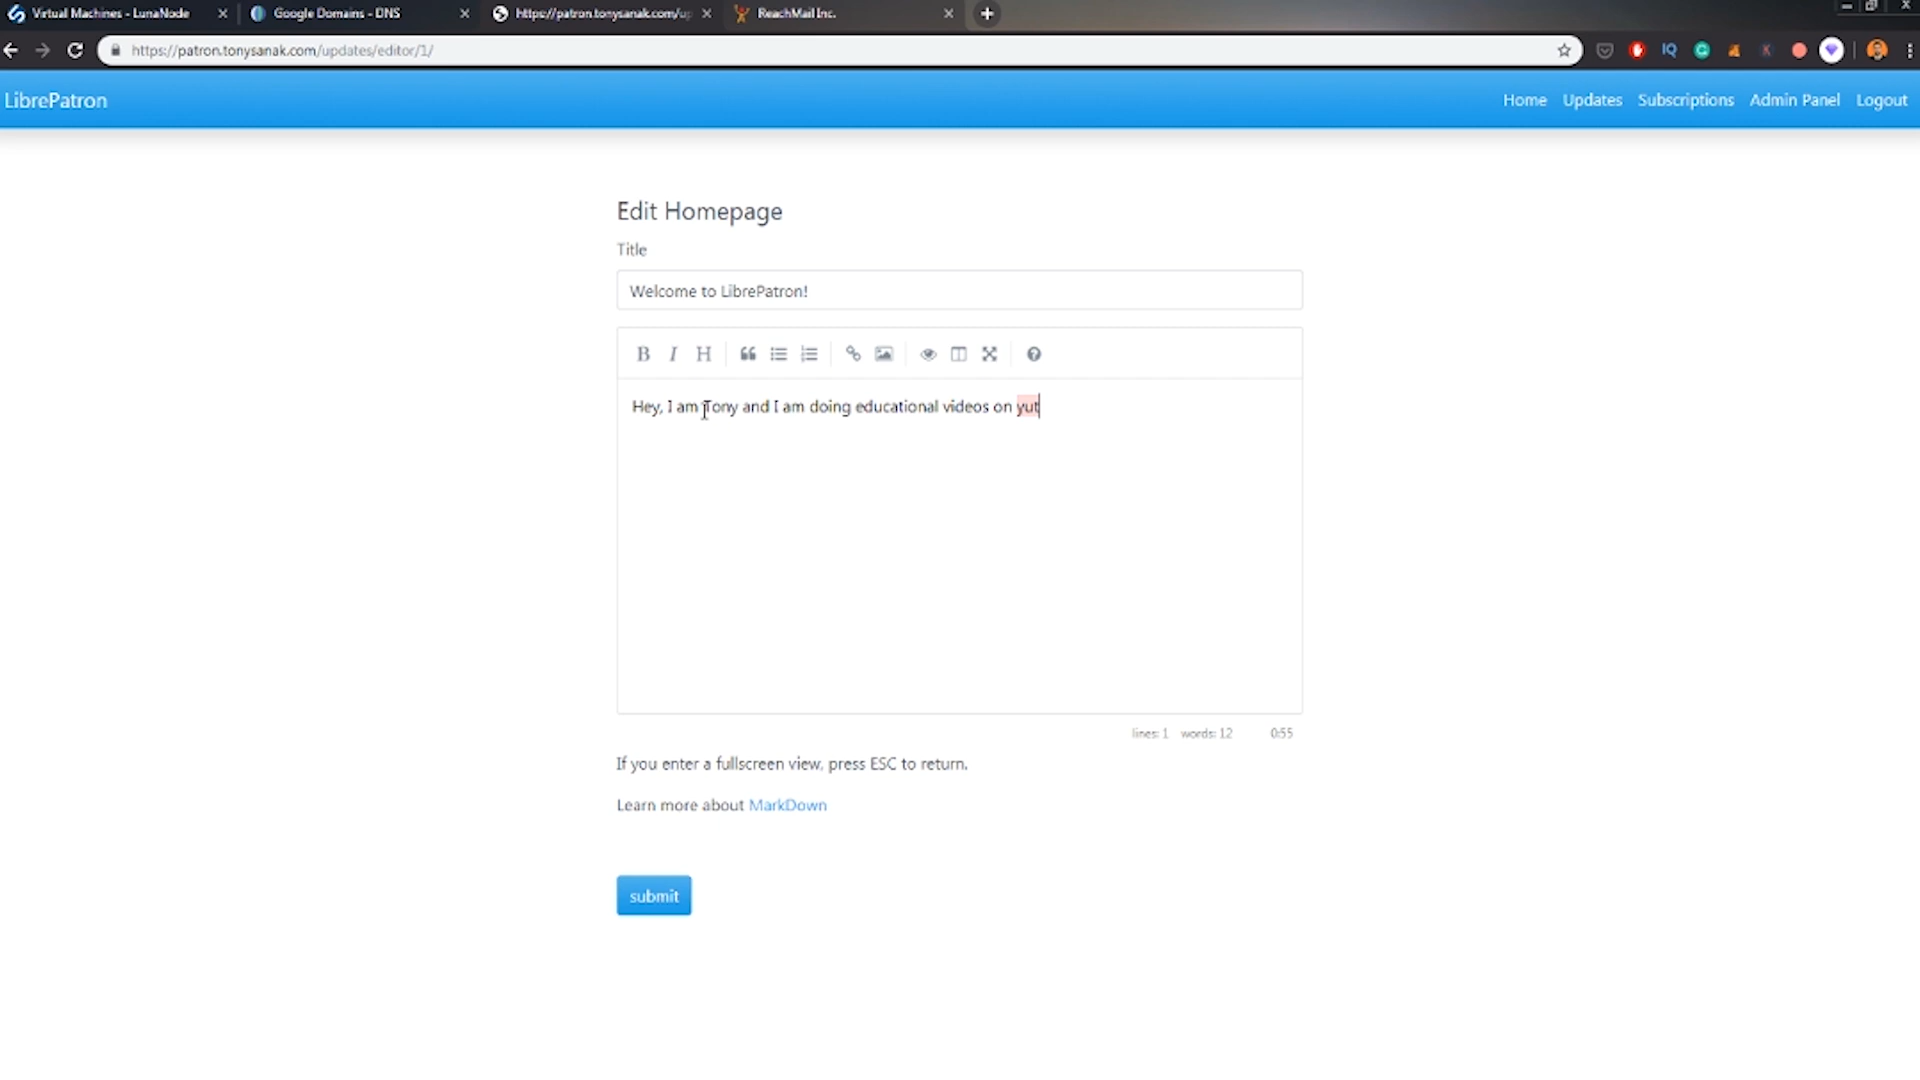 Virtual Machines - LunaNode
Google Domains - DNS
https://patron.tonysanak.com/up
ReachMail Inc.
https://patron.tonysanak.com/updates/editor/1/
IQ
LibrePatron
Home
Updates
Subscriptions
Admin Panel
Logout
Edit Homepage
Title
Welcome to LibrePatron!
B I H
Hey, I am Tony and I am doing educational videos on yut
lines: 1 words: 12 0:55
If you enter a fullscreen view, press ESC to return.
Learn more about MarkDown
submit